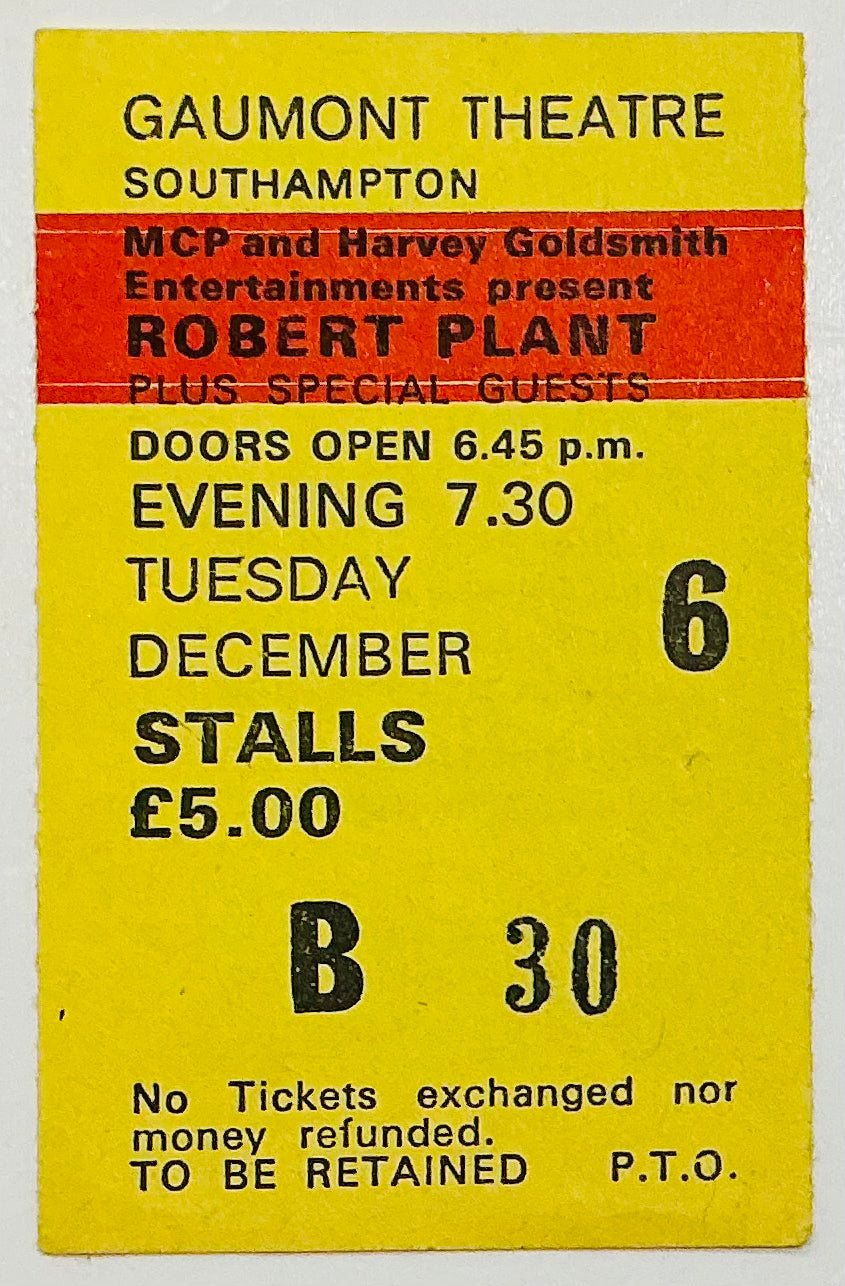 GAUMONT THEATRE
SOUTHAMPTON
MCP and Harvey Goldsmith
Entertainments present
ROBERT PLANT
PLUS SPECIAL GUESTS
DOORS OPEN 6.45 p.m.
EVENING 7.30
TUESDAY
DECEMBER 6
STALLS
£5.00
B 30
No Tickets exchanged nor
money refunded.
TO BE RETAINED P.T.O.